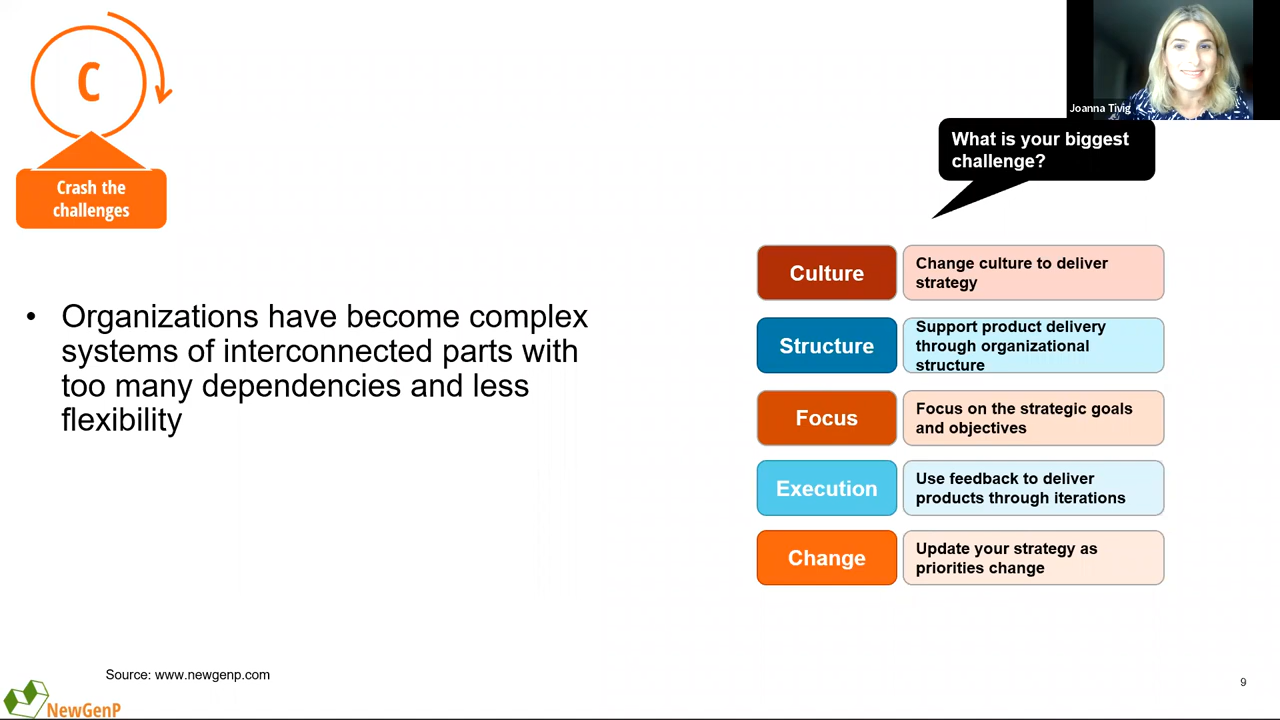 C
Crash the
challenges
Joanna Tivig
What is your biggest
challenge?
• Organizations have become complex
systems of interconnected parts with
too many dependencies and less
flexibility
Culture
Change culture to deliver
strategy
Structure
Support product delivery
through organizational
structure
Focus
Focus on the strategic goals
and objectives
Execution
Use feedback to deliver
products through iterations
Change
Update your strategy as
priorities change
Source: www.newgenp.com
NewGenP
9